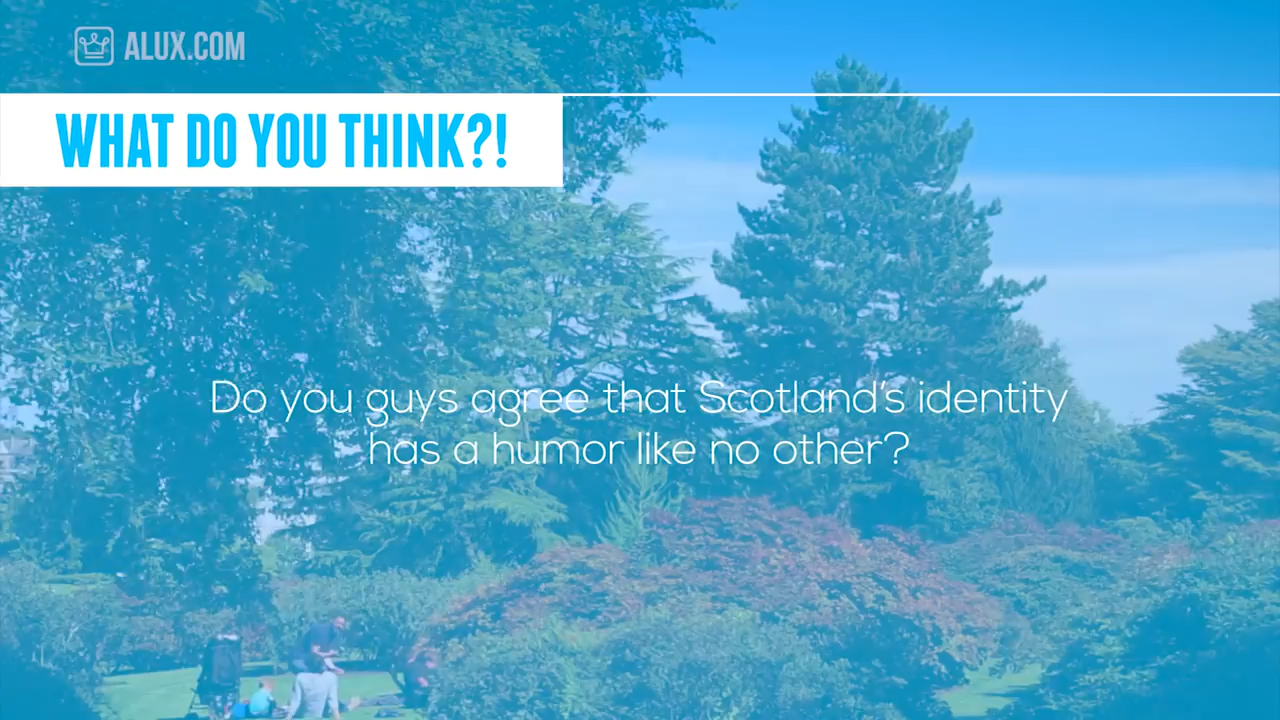 ALUX.COM
WHAT DO YOU THINK?!
Do you guys agree that Scotland's identity
has a humor like no other?